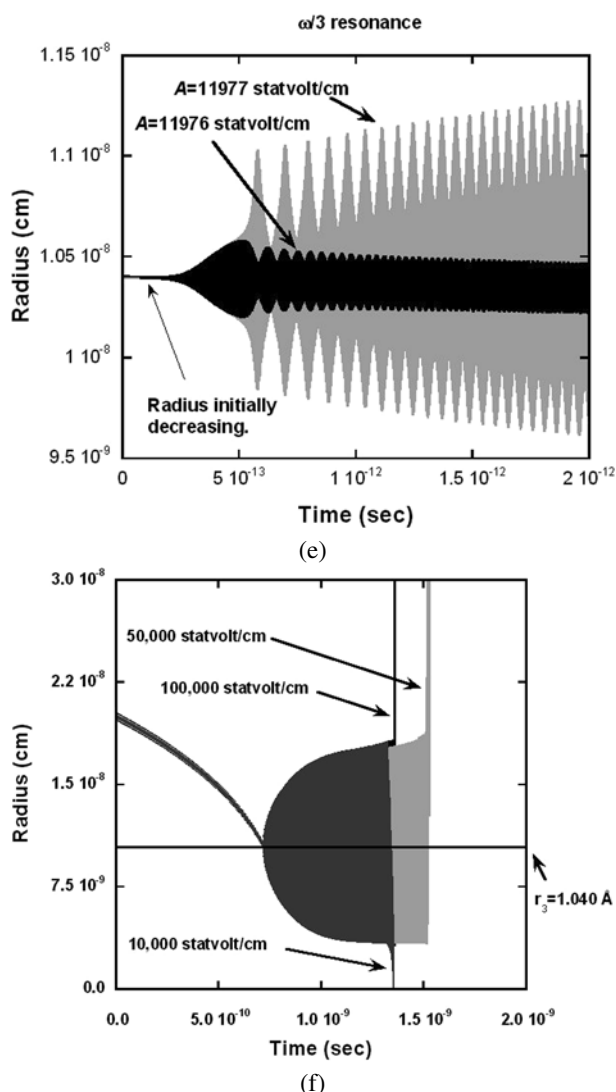 ω/3 resonance
1.15 10⁻⁸
A=11977 statvolt/cm
A=11976 statvolt/cm
1.1 10⁻⁸
Radius (cm)
1.05 10⁻⁸
1 10⁻⁸
Radius initially
decreasing.
9.5 10⁻⁹
0
5 10⁻¹³
1 10⁻¹²
1.5 10⁻¹²
2 10⁻¹²
Time (sec)
(e)
3.0 10⁻⁸
50,000 statvolt/cm
2.2 10⁻⁸
100,000 statvolt/cm
Radius (cm)
1.5 10⁻⁸
7.5 10⁻⁹
r₃=1.040 Å
10,000 statvolt/cm
0.0
0.0
5.0 10⁻¹⁰
1.0 10⁻⁹
1.5 10⁻⁹
2.0 10⁻⁹
Time (sec)
(f)